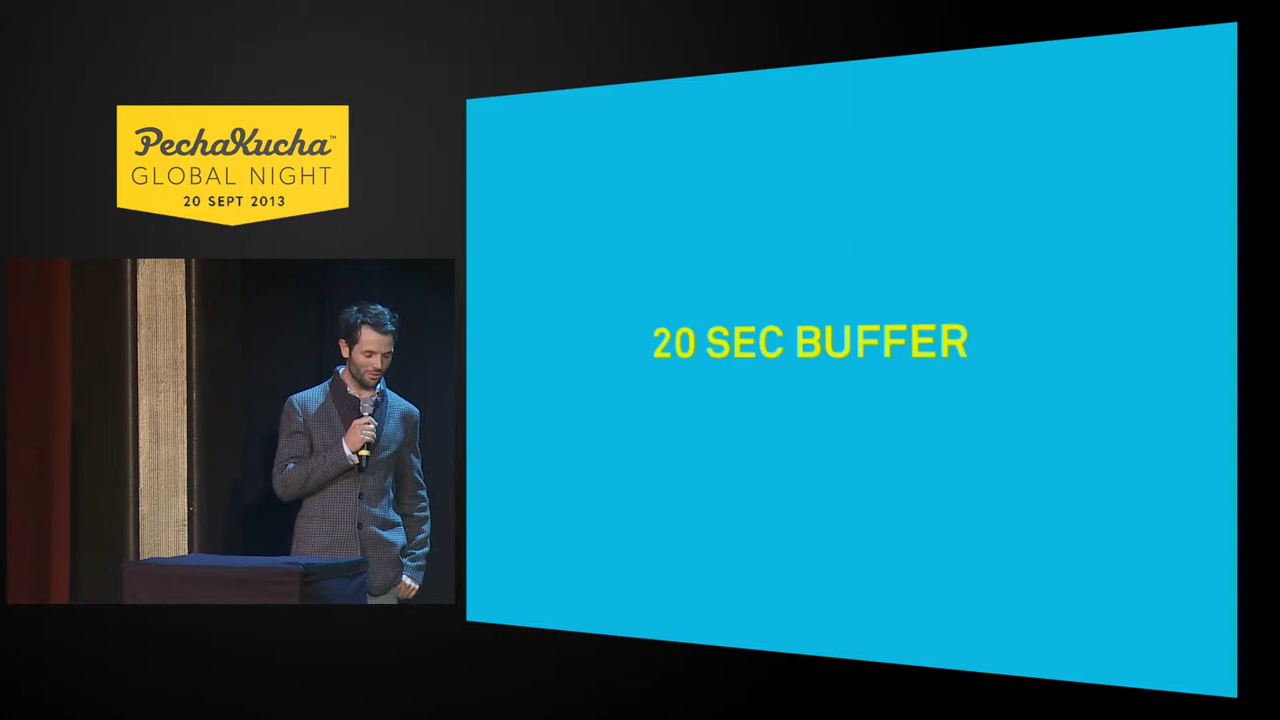 PechaKucha™
GLOBAL NIGHT
20 SEPT 2013
20 SEC BUFFER